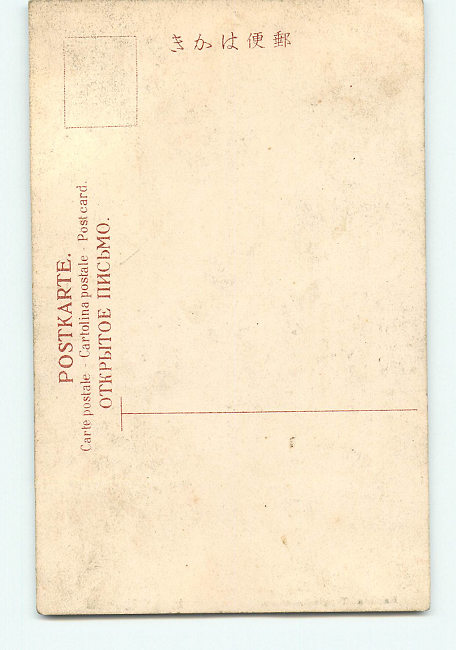 きかは便郵
POSTKARTE.
Carte postale - Cartolina postale - Post card.
ОТКРЫТОЕ ПИСЬМО.